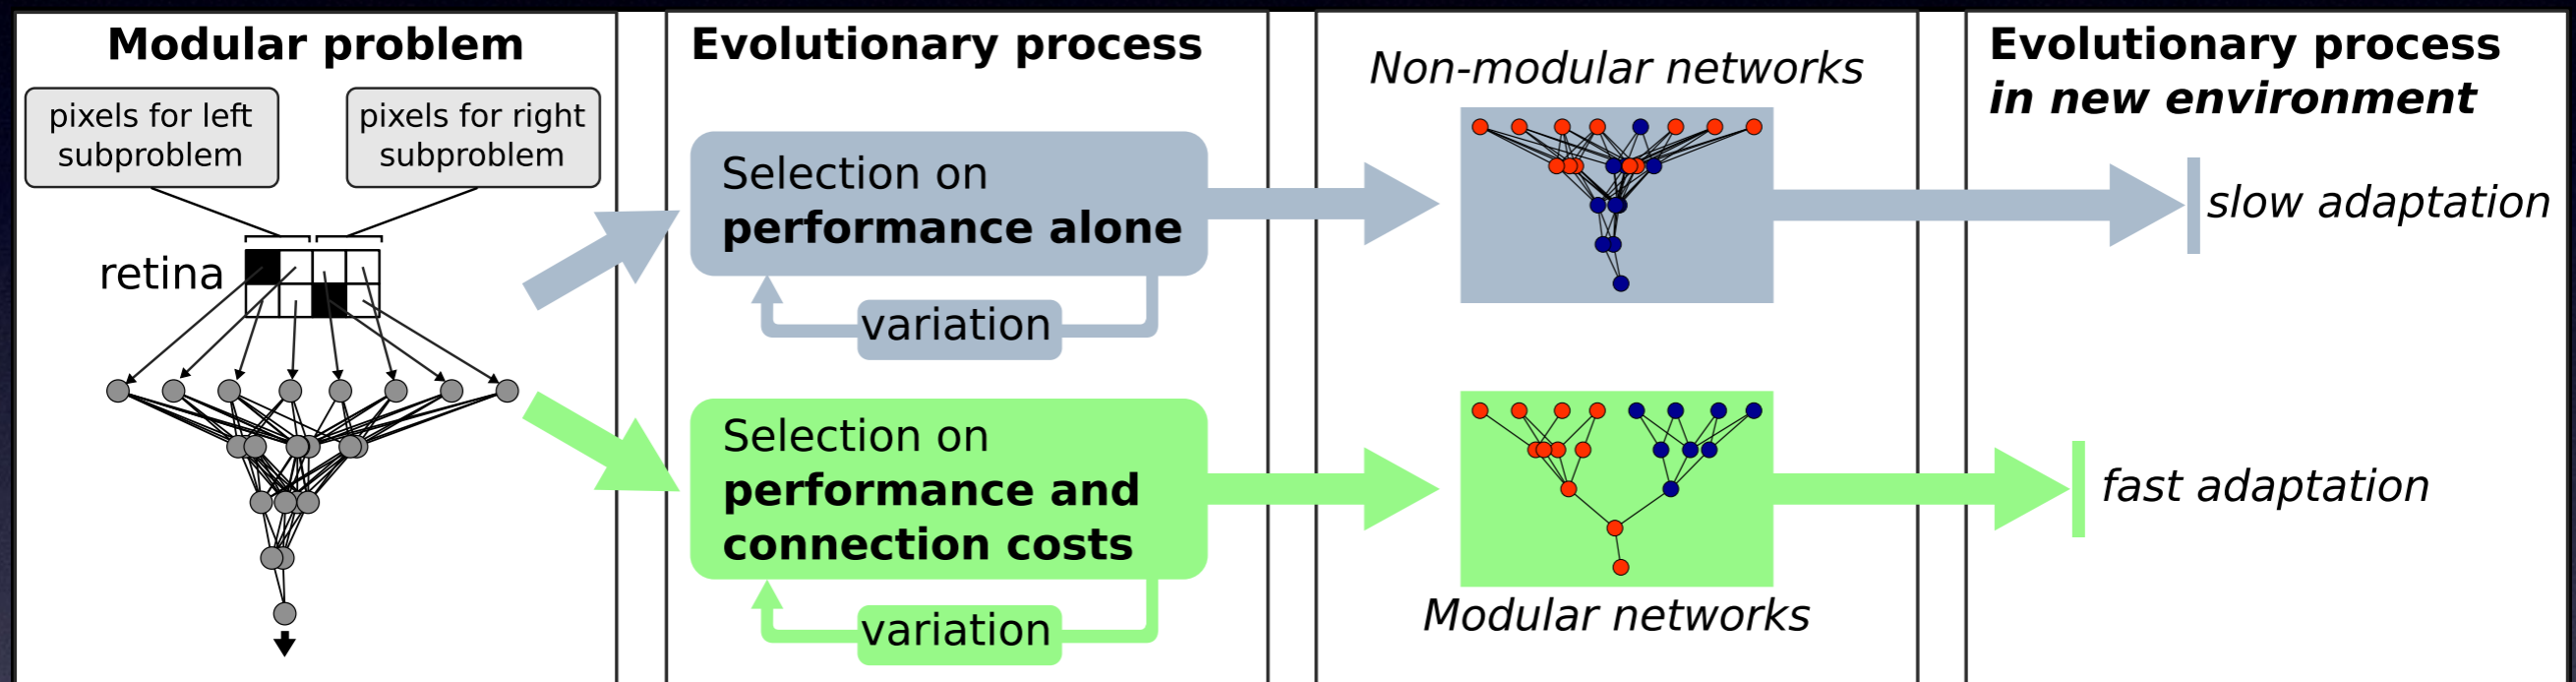 Modular problem
pixels for left
subproblem
pixels for right
subproblem
retina
Evolutionary process
Selection on
performance alone
variation
Selection on
performance and
connection costs
variation
Non-modular networks
Modular networks
Evolutionary process
in new environment
slow adaptation
fast adaptation